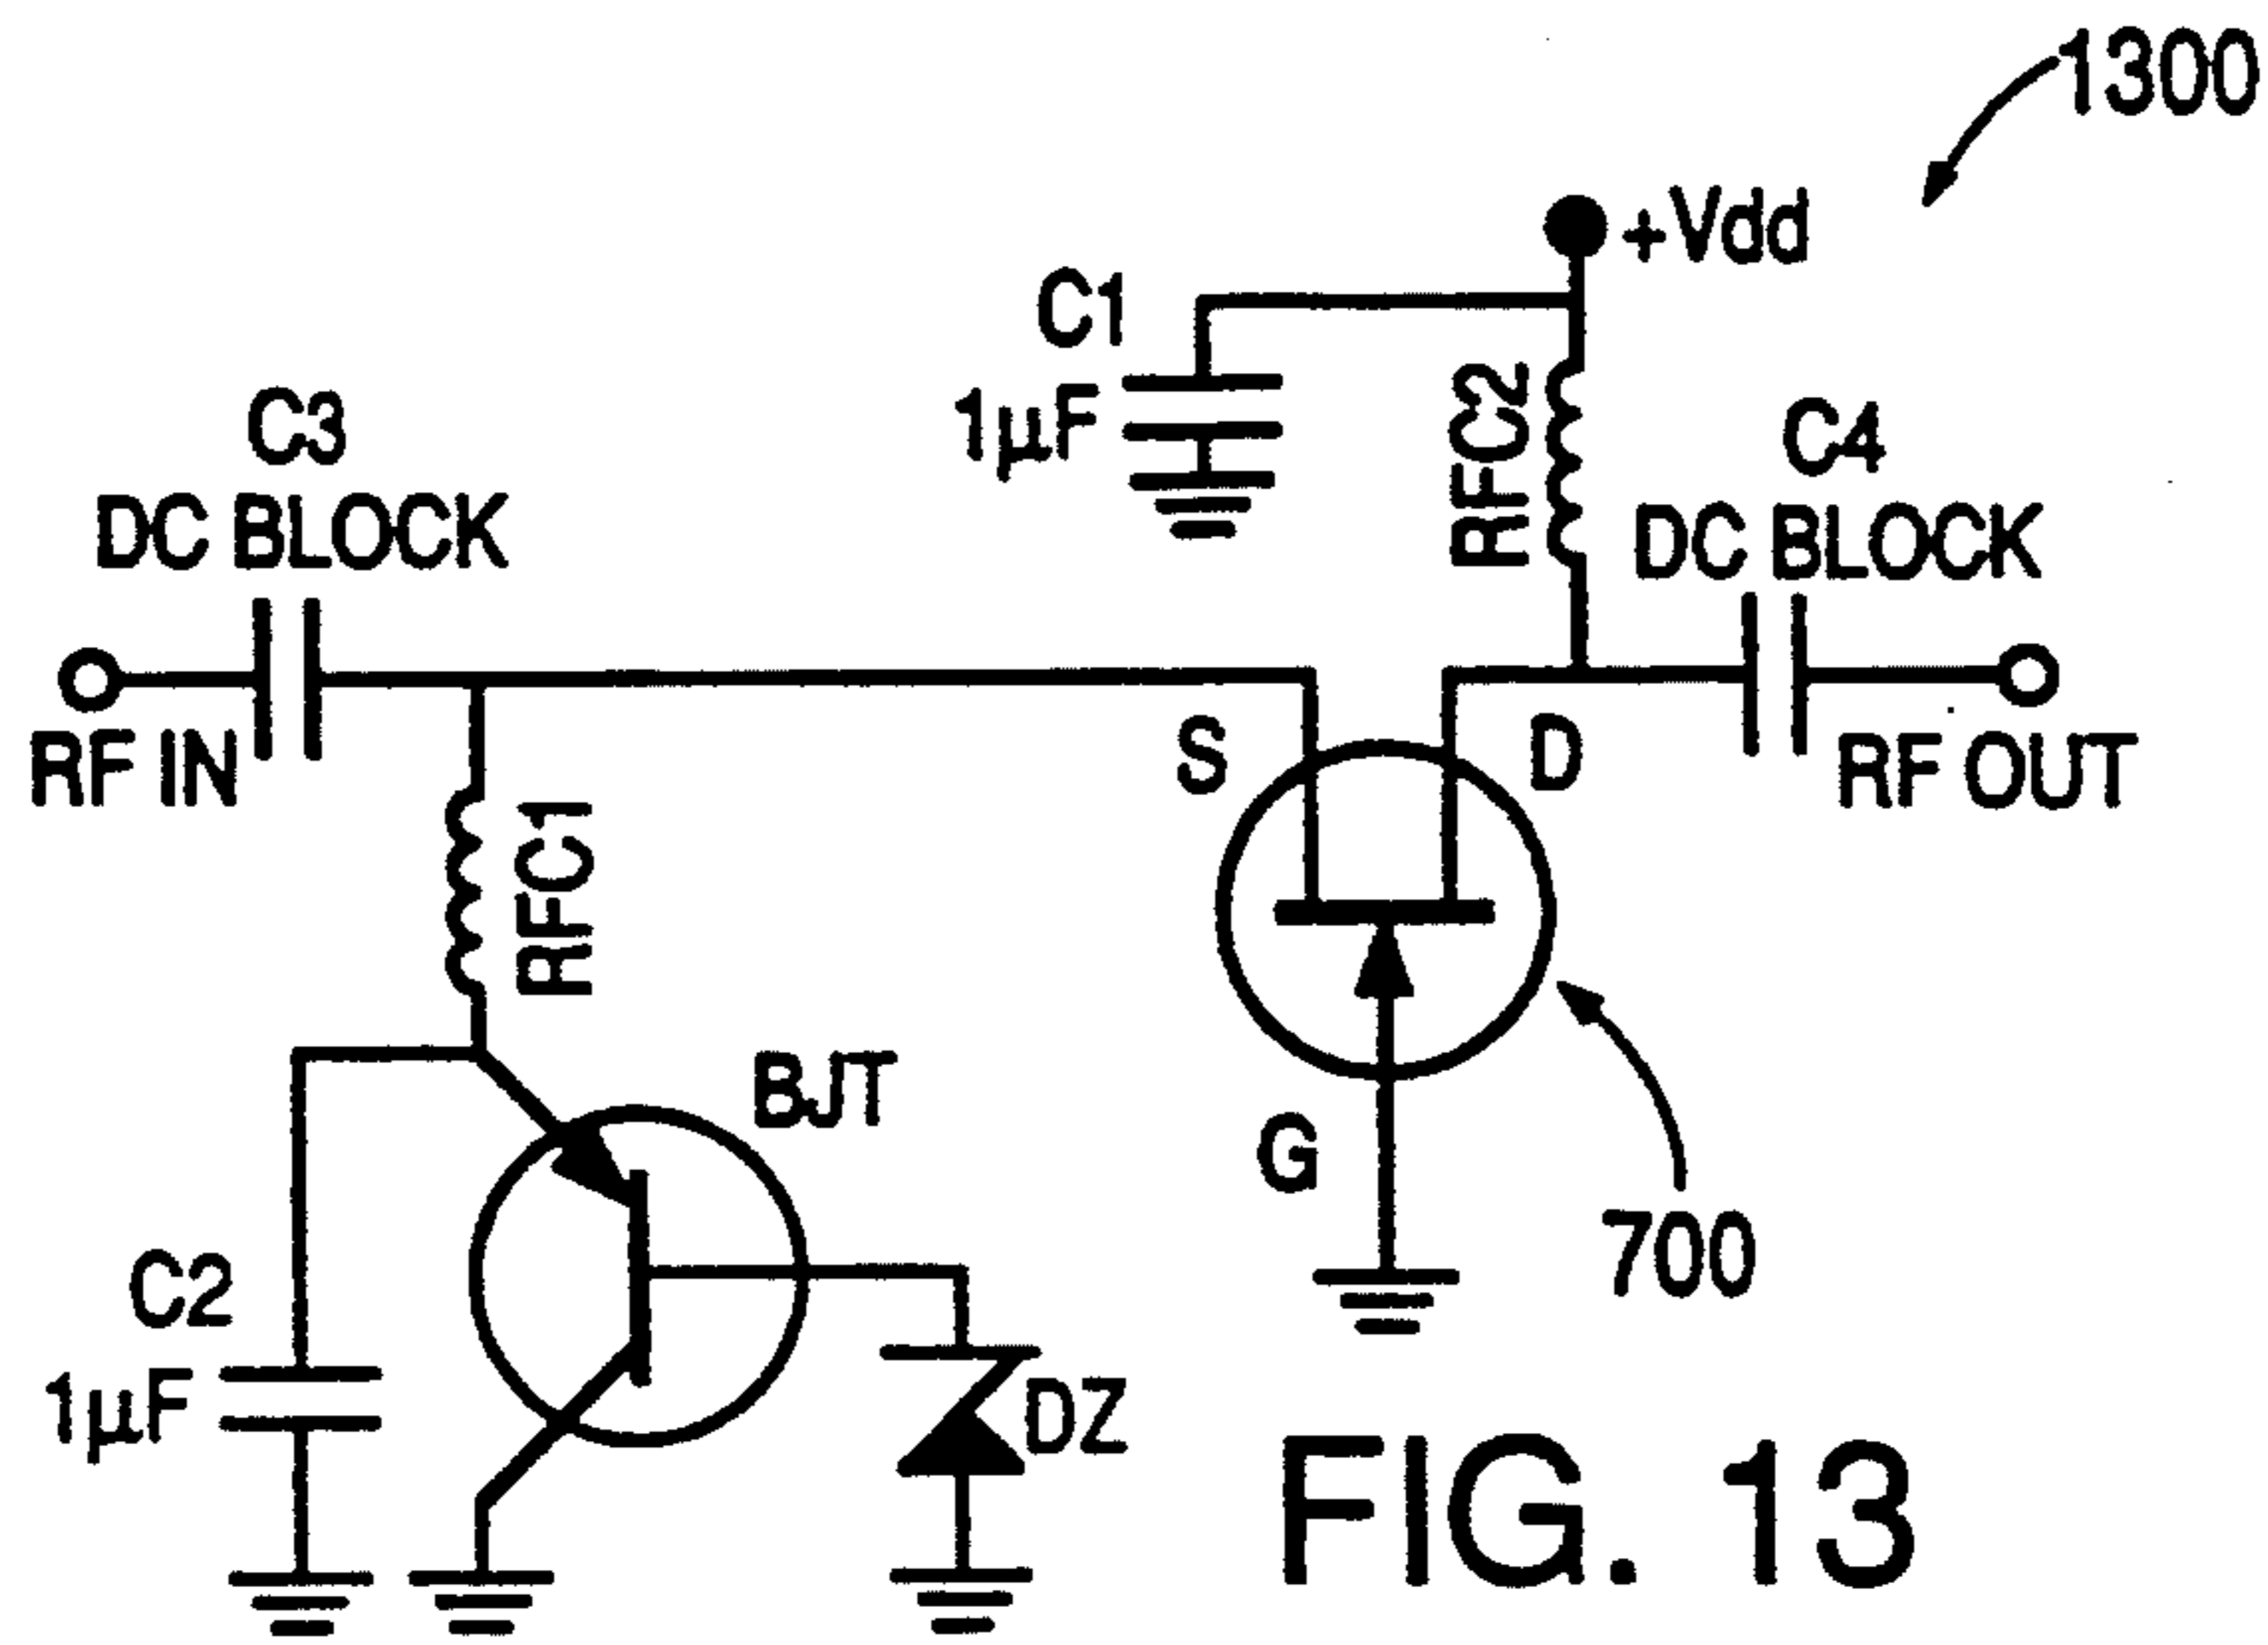 1300
+Vdd
C1
1µF
RFC2
C3
DC BLOCK
C4
DC BLOCK
RF IN
S
D
RF OUT
RFC1
BJT
G
700
C2
1µF
DZ
FIG. 13